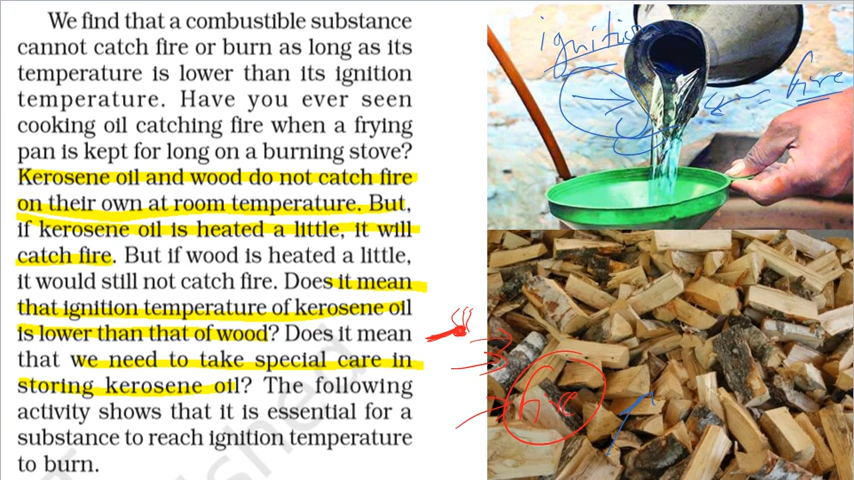 We find that a combustible substance
cannot catch fire or burn as long as its
temperature is lower than its ignition
temperature. Have you ever seen
cooking oil catching fire when a frying
pan is kept for long on a burning stove?
Kerosene oil and wood do not catch fire
on their own at room temperature. But,
if kerosene oil is heated a little, it will
catch fire. But if wood is heated a little,
it would still not catch fire. Does it mean
that ignition temperature of kerosene oil
is lower than that of wood? Does it mean
that we need to take special care in
storing kerosene oil? The following
activity shows that it is essential for a
substance to reach ignition temperature
to burn.
ignition
fire